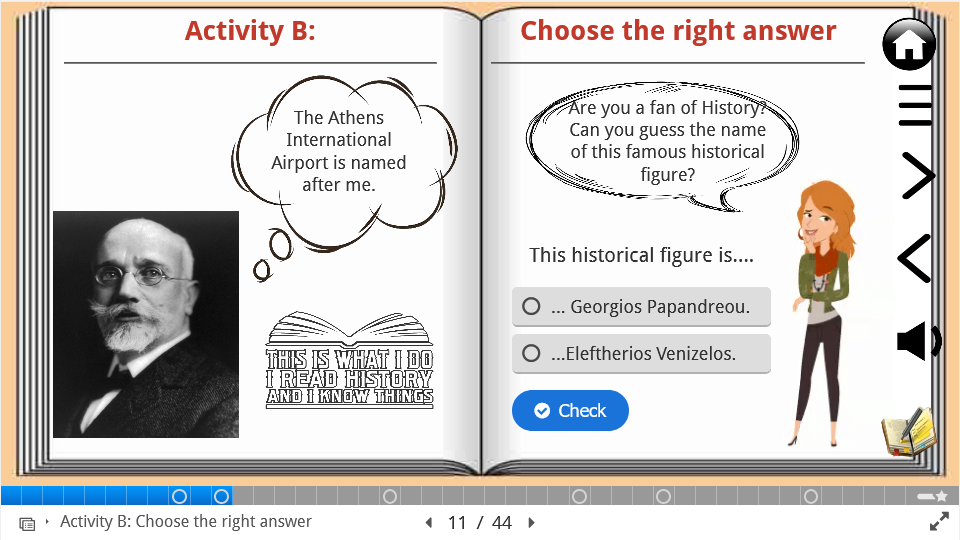 Activity B:
The Athens
International
Airport is named
after me.
THIS IS WHAT I DO
I READ HISTORY
AND I KNOW THINGS
Choose the right answer
Are you a fan of History?
Can you guess the name
of this famous historical
figure?
This historical figure is....
... Georgios Papandreou.
...Eleftherios Venizelos.
Check
Activity B: Choose the right answer
11 / 44